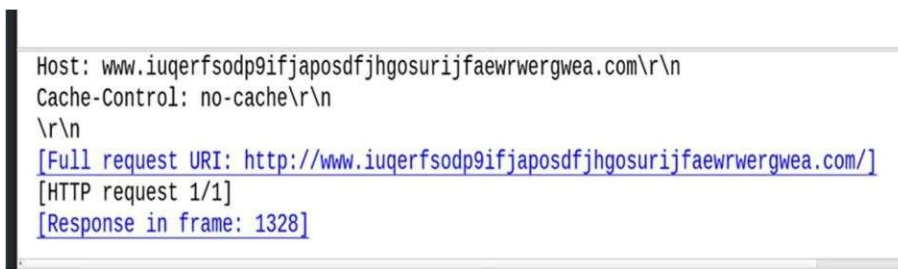 Host: www.iuqerfsodp9ifjaposdfjhgosurijfaewrwergwea.com\r\n
Cache-Control: no-cache\r\n
\r\n
[Full request URI: http://www.iuqerfsodp9ifjaposdfjhgosurijfaewrwergwea.com/]
[HTTP request 1/1]
[Response in frame: 1328]